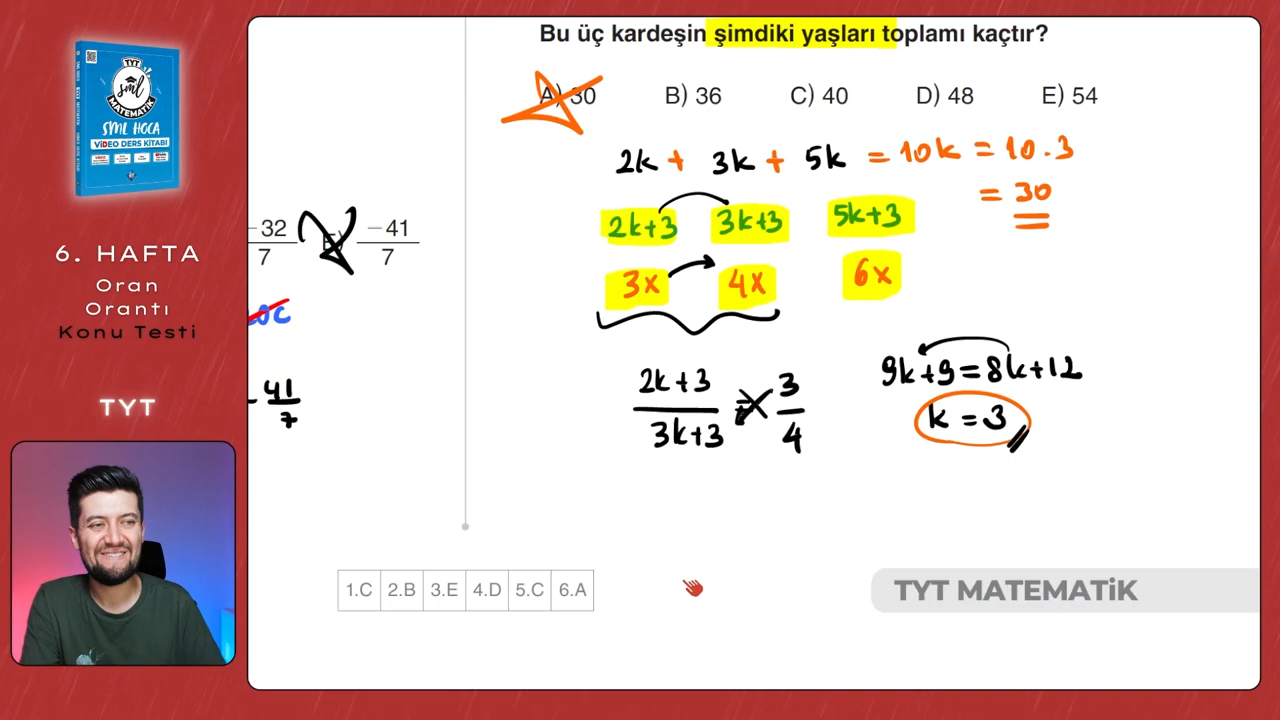 TYT
sml
MATEMATİK
SML HOCA
VİDEO DERS KİTABI
6. HAFTA
Oran
Orantı
Konu Testi
TYT
-32/7 E) -41/7
0C
- 41/7
Bu üç kardeşin şimdiki yaşları toplamı kaçtır?
A) 30 B) 36 C) 40 D) 48 E) 54
2k + 3k + 5k = 10k = 10.3
= 30
2k+3 3k+3 5k+3
3x 4x 6x
2k+3/3k+3 = 3/4
9k+9=8k+12
k = 3
1.C 2.B 3.E 4.D 5.C 6.A
TYT MATEMATİK